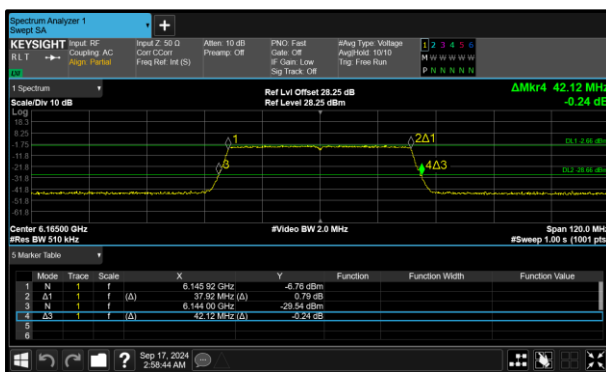 Spectrum Analyzer 1
Swept SA
+
KEYSIGHT Input: RF Input Z: 50 Ω Atten: 10 dB PNO: Fast #Avg Type: Voltage 1 2 3 4 5 6
RLT Coupling: AC Corr CCorr Preamp: Off Gate: Off Avg|Hold: 10/10 M W W W W W
Align: Partial Freq Ref: Int (S) IF Gain: Low Trig: Free Run P N N N N N
Sig Track: Off
LW
1 Spectrum Ref Lvl Offset 28.25 dB ΔMkr4 42.12 MHz
Scale/Div 10 dB Ref Level 28.25 dBm -0.24 dB
Log
18.3
8.25
1 2Δ1 DL1 -2.66 dBm
-1.75
-11.8
-21.8
3 4Δ3 DL2 -28.66 dBm
-31.8
-41.8
-51.8
-61.8
Center 6.16500 GHz #Video BW 2.0 MHz Span 120.0 MHz
#Res BW 510 kHz #Sweep 1.00 s (1001 pts)
5 Marker Table
Mode Trace Scale X Y Function Function Width Function Value
1 N 1 f 6.145 92 GHz -6.76 dBm
2 Δ1 1 f (Δ) 37.92 MHz (Δ) 0.79 dB
3 N 1 f 6.144 00 GHz -29.54 dBm
4 Δ3 1 f (Δ) 42.12 MHz (Δ) -0.24 dB
5
6
? Sep 17, 2024
2:58:44 AM